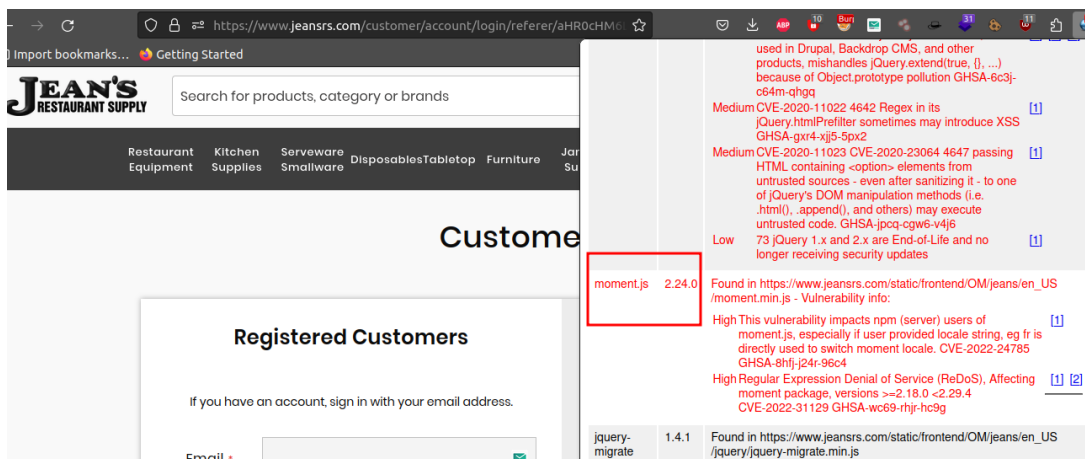 https://www.jeansrs.com/customer/account/login/referer/aHR0cHM6
ABP
10
Burl
31
11
Import bookmarks...
Getting Started
JEAN'S
RESTAURANT SUPPLY
Search for products, category or brands
Restaurant
Equipment
Kitchen
Supplies
Serveware
Smallware
Disposables
Tabletop
Furniture
Jar
Su
Custome
Registered Customers
If you have an account, sign in with your email address.
Email *
used in Drupal, Backdrop CMS, and other
products, mishandles jQuery.extend(true, {}, ...)
because of Object.prototype pollution GHSA-6c3j-
c64m-qhgq
Medium CVE-2020-11022 4642 Regex in its [1]
jQuery.htmlPrefilter sometimes may introduce XSS
GHSA-gxr4-xjj5-5px2
Medium CVE-2020-11023 CVE-2020-23064 4647 passing [1]
HTML containing <option> elements from
untrusted sources - even after sanitizing it - to one
of jQuery's DOM manipulation methods (i.e.
.html(), .append(), and others) may execute
untrusted code. GHSA-jpcq-cgw6-v4j6
Low 73 jQuery 1.x and 2.x are End-of-Life and no [1]
longer receiving security updates
moment.js 2.24.0 Found in https://www.jeansrs.com/static/frontend/OM/jeans/en_US
/moment.min.js - Vulnerability info:
High This vulnerability impacts npm (server) users of [1]
moment.js, especially if user provided locale string, eg fr is
directly used to switch moment locale. CVE-2022-24785
GHSA-8hfj-j24r-96c4
High Regular Expression Denial of Service (ReDoS), Affecting [1] [2]
moment package, versions >=2.18.0 <2.29.4
CVE-2022-31129 GHSA-wc69-rhjr-hc9g
jquery-
migrate
1.4.1 Found in https://www.jeansrs.com/static/frontend/OM/jeans/en_US
/jquery/jquery-migrate.min.js